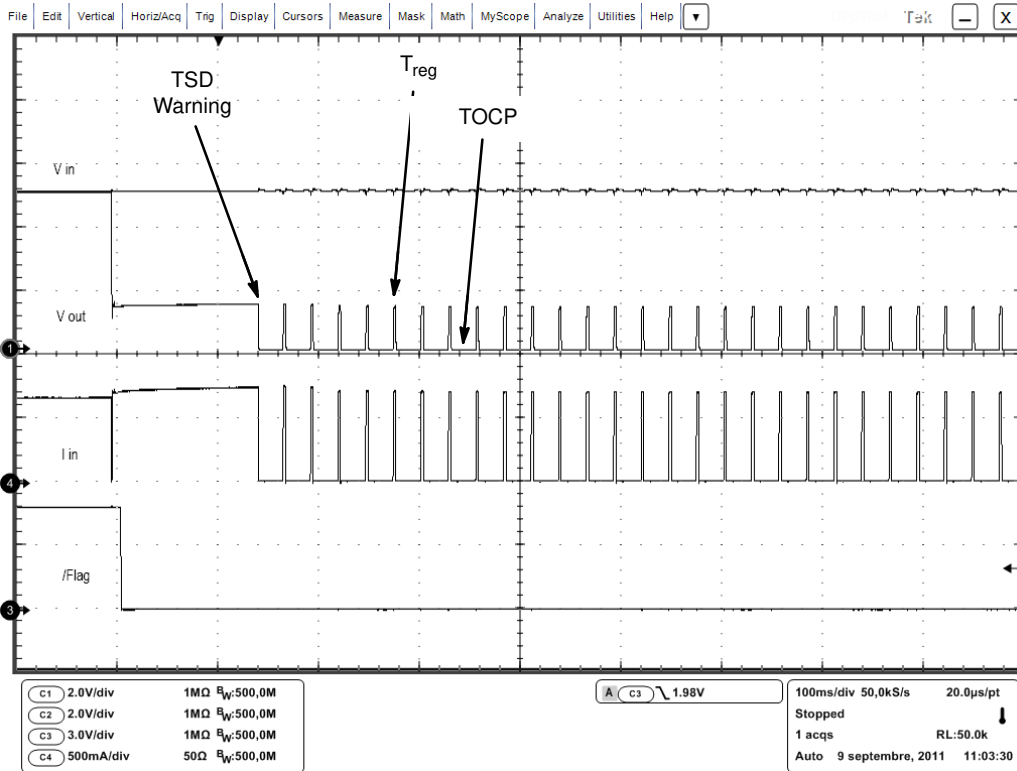 File Edit Vertical Horiz/Acq Trig Display Cursors Measure Mask Math MyScope Analyze Utilities Help ▼ Tek — X
TSD
Warning
Treg
TOCP
V in
V out
1
I in
4
/Flag
3
C1 2.0V/div 1MΩ BW:500,0M
C2 2.0V/div 1MΩ BW:500,0M
C3 3.0V/div 1MΩ BW:500,0M
C4 500mA/div 50Ω BW:500,0M
A C3 \ 1.98V
100ms/div 50,0kS/s 20.0µs/pt
Stopped
1 acqs RL:50.0k
Auto 9 septembre, 2011 11:03:30